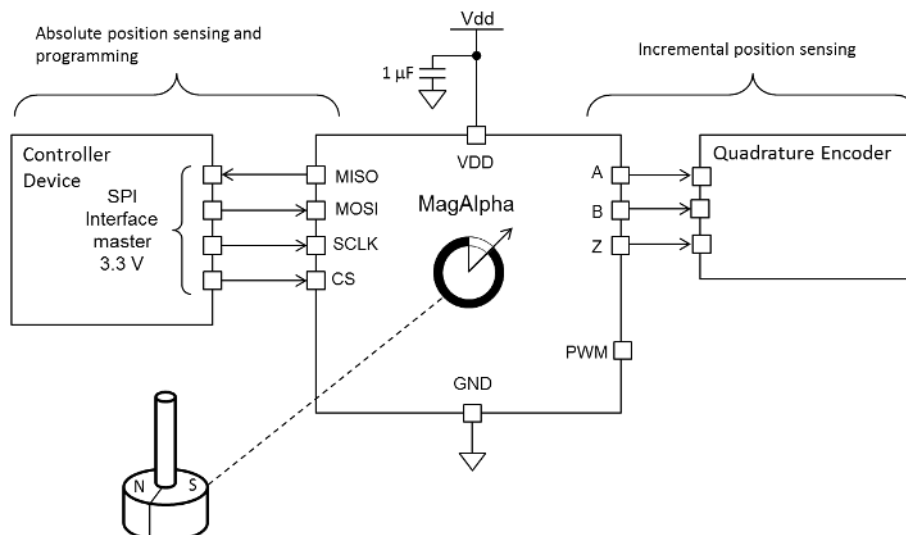 Absolute position sensing and
programming
Vdd
1 µF
Incremental position sensing
Controller
Device
SPI
Interface
master
3.3 V
MISO
MOSI
SCLK
CS
VDD
MagAlpha
A
B
Z
PWM
GND
Quadrature Encoder
N S